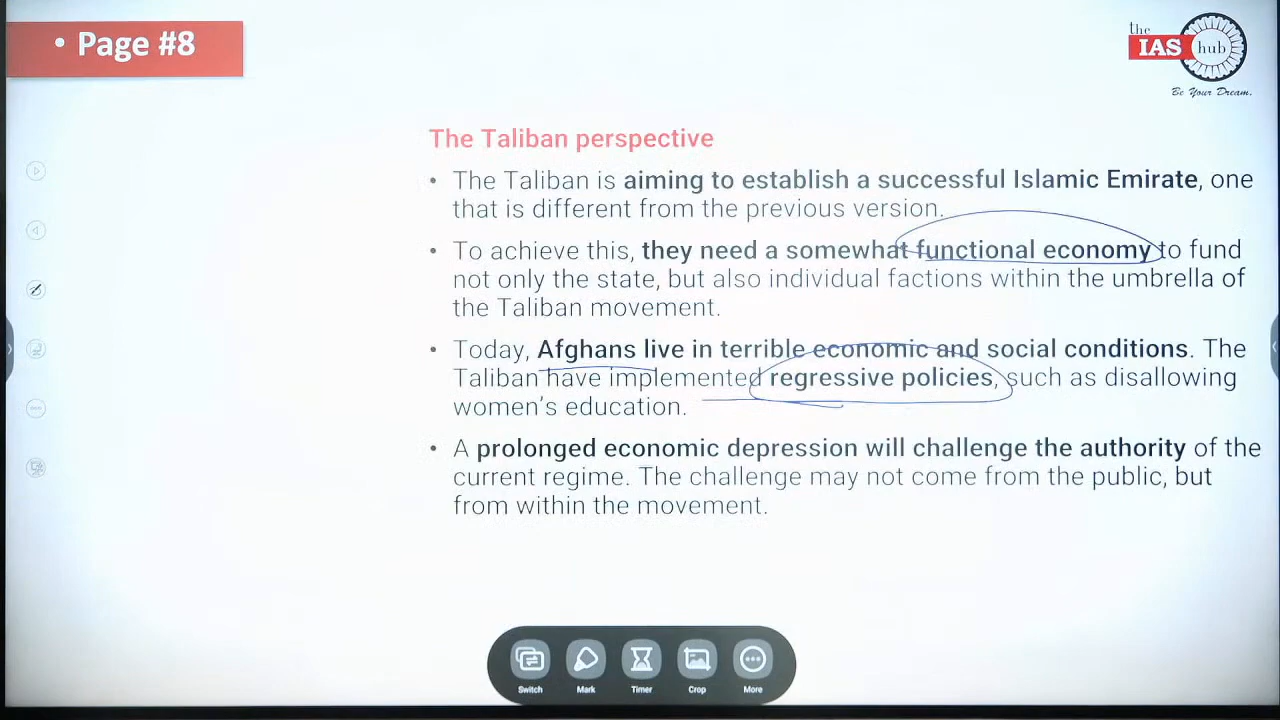 • Page #8
the
IAS hub
Be Your Dream.
The Taliban perspective
• The Taliban is aiming to establish a successful Islamic Emirate, one
that is different from the previous version.
• To achieve this, they need a somewhat functional economy to fund
not only the state, but also individual factions within the umbrella of
the Taliban movement.
• Today, Afghans live in terrible economic and social conditions. The
Taliban have implemented regressive policies, such as disallowing
women's education.
• A prolonged economic depression will challenge the authority of the
current regime. The challenge may not come from the public, but
from within the movement.
Switch Mark Timer Crop More